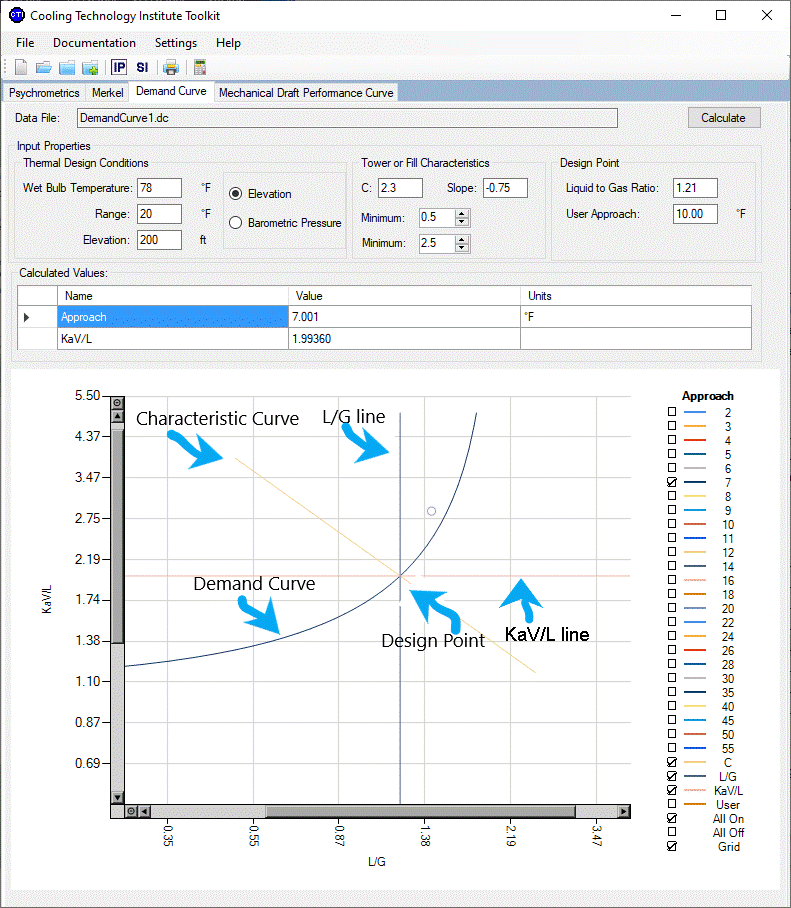 CTI Cooling Technology Institute Toolkit
File Documentation Settings Help
IP SI
Psychrometrics Merkel Demand Curve Mechanical Draft Performance Curve
Data File: DemandCurve1.dc Calculate
Input Properties
Thermal Design Conditions
Wet Bulb Temperature: 78 °F
Range: 20 °F
Elevation: 200 ft
Elevation
Barometric Pressure
Tower or Fill Characteristics
C: 2.3 Slope: -0.75
Minimum: 0.5
Minimum: 2.5
Design Point
Liquid to Gas Ratio: 1.21
User Approach: 10.00 °F
Calculated Values:
Name Value Units
Approach 7.001 °F
KaV/L 1.99360
5.50
4.37
3.47
2.75
2.19
1.74
1.38
1.10
0.87
0.69
KaV/L
Characteristic Curve
L/G line
Demand Curve
Design Point
KaV/L line
0.35 0.55 0.87 1.38 2.19 3.47
L/G
Approach
2
3
4
5
6
7
8
9
10
11
12
14
16
18
20
22
24
26
28
30
35
40
45
50
55
C
L/G
KaV/L
User
All On
All Off
Grid